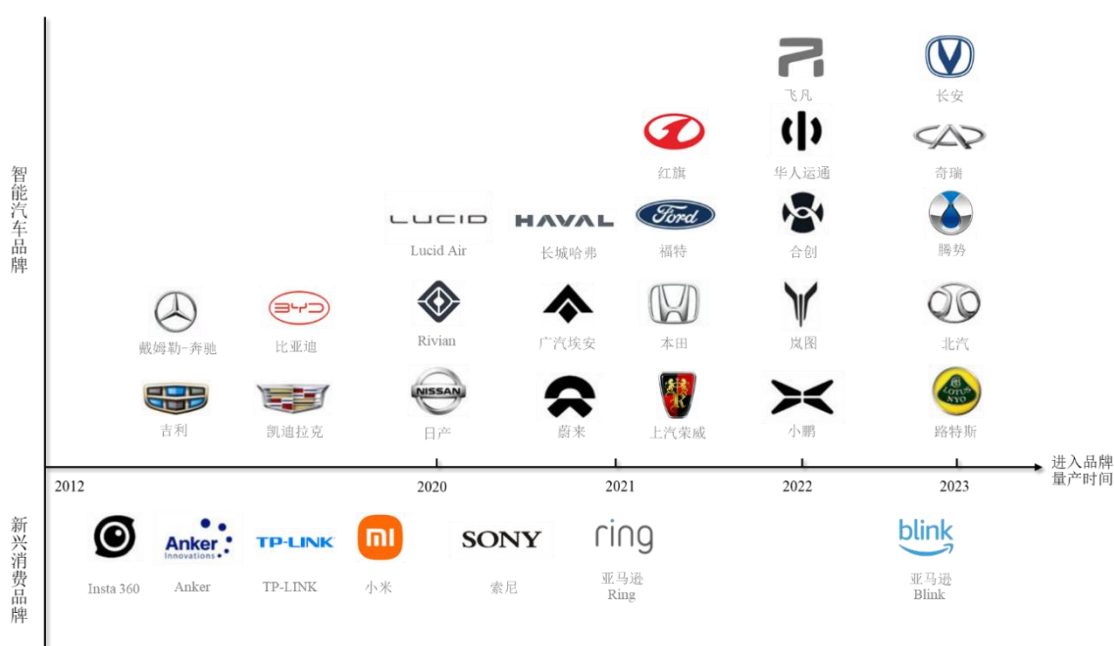 智能汽车品牌
飞凡
长安
红旗
华人运通
奇瑞
LUCID
HAVAL
Ford
Lucid Air
长城哈弗
福特
合创
腾势
BYD
戴姆勒-奔驰
比亚迪
Rivian
广汽埃安
本田
岚图
北汽
NISSAN
LOTUS
吉利
凯迪拉克
日产
蔚来
上汽荣威
小鹏
路特斯
进入品牌
量产时间
2012
2020
2021
2022
2023
新兴消费品牌
Anker
Innovations
TP-LINK
mi
SONY
ring
blink
Insta 360
Anker
TP-LINK
小米
索尼
亚马逊
Ring
亚马逊
Blink